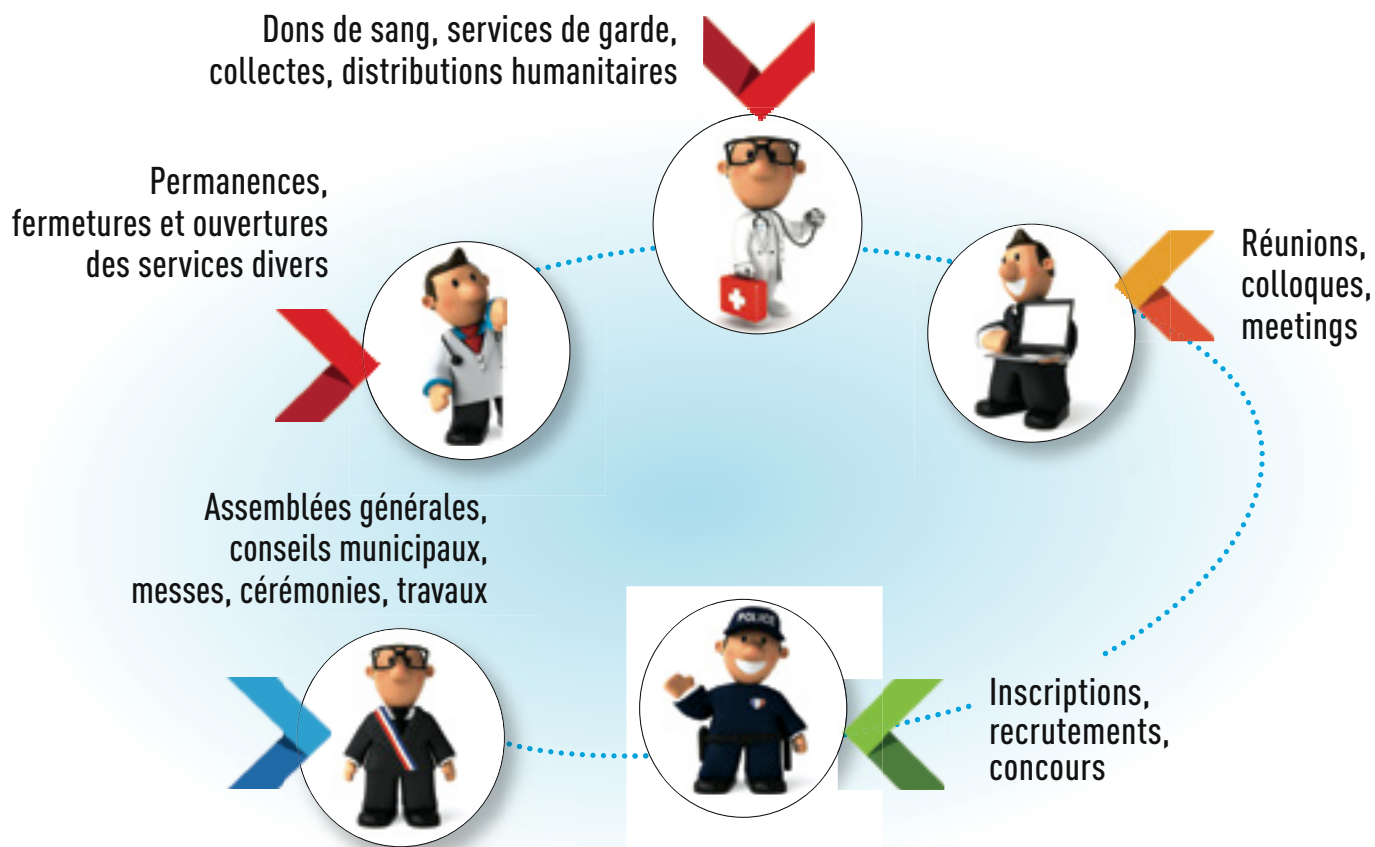 Dons de sang, services de garde,
collectes, distributions humanitaires
Permanences,
fermetures et ouvertures
des services divers
Réunions,
colloques,
meetings
Assemblées générales,
conseils municipaux,
messes, cérémonies, travaux
POLICE
Inscriptions,
recrutements,
concours